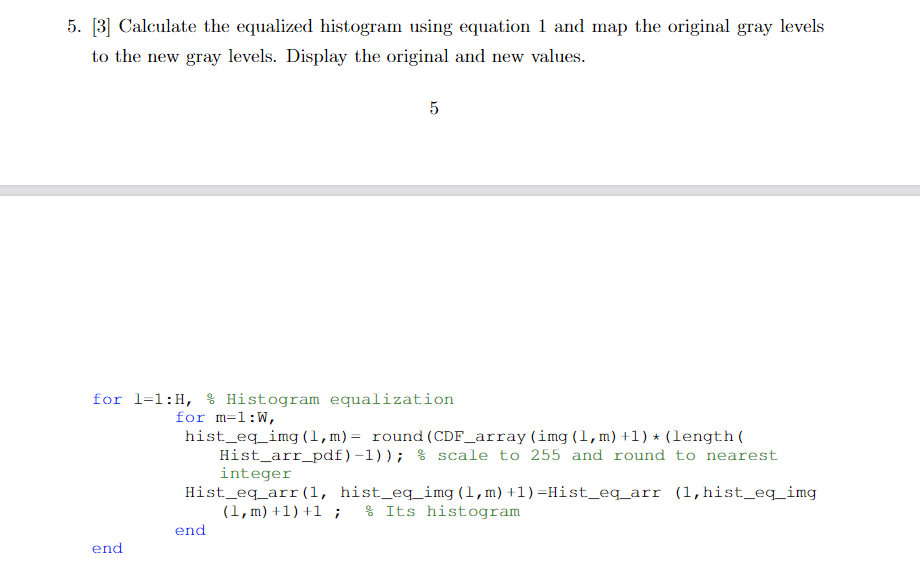 5. [3] Calculate the equalized histogram using equation 1 and map the original gray levels
to the new gray levels. Display the original and new values.
5
for l=1:H, % Histogram equalization
for m=1:W,
hist_eq_img(l,m)= round(CDF_array(img(l,m)+1)*(length(
Hist_arr_pdf)-1)); % scale to 255 and round to nearest
integer
Hist_eq_arr(1, hist_eq_img(l,m)+1)=Hist_eq_arr (1,hist_eq_img
(l,m)+1)+1 ; % Its histogram
end
end